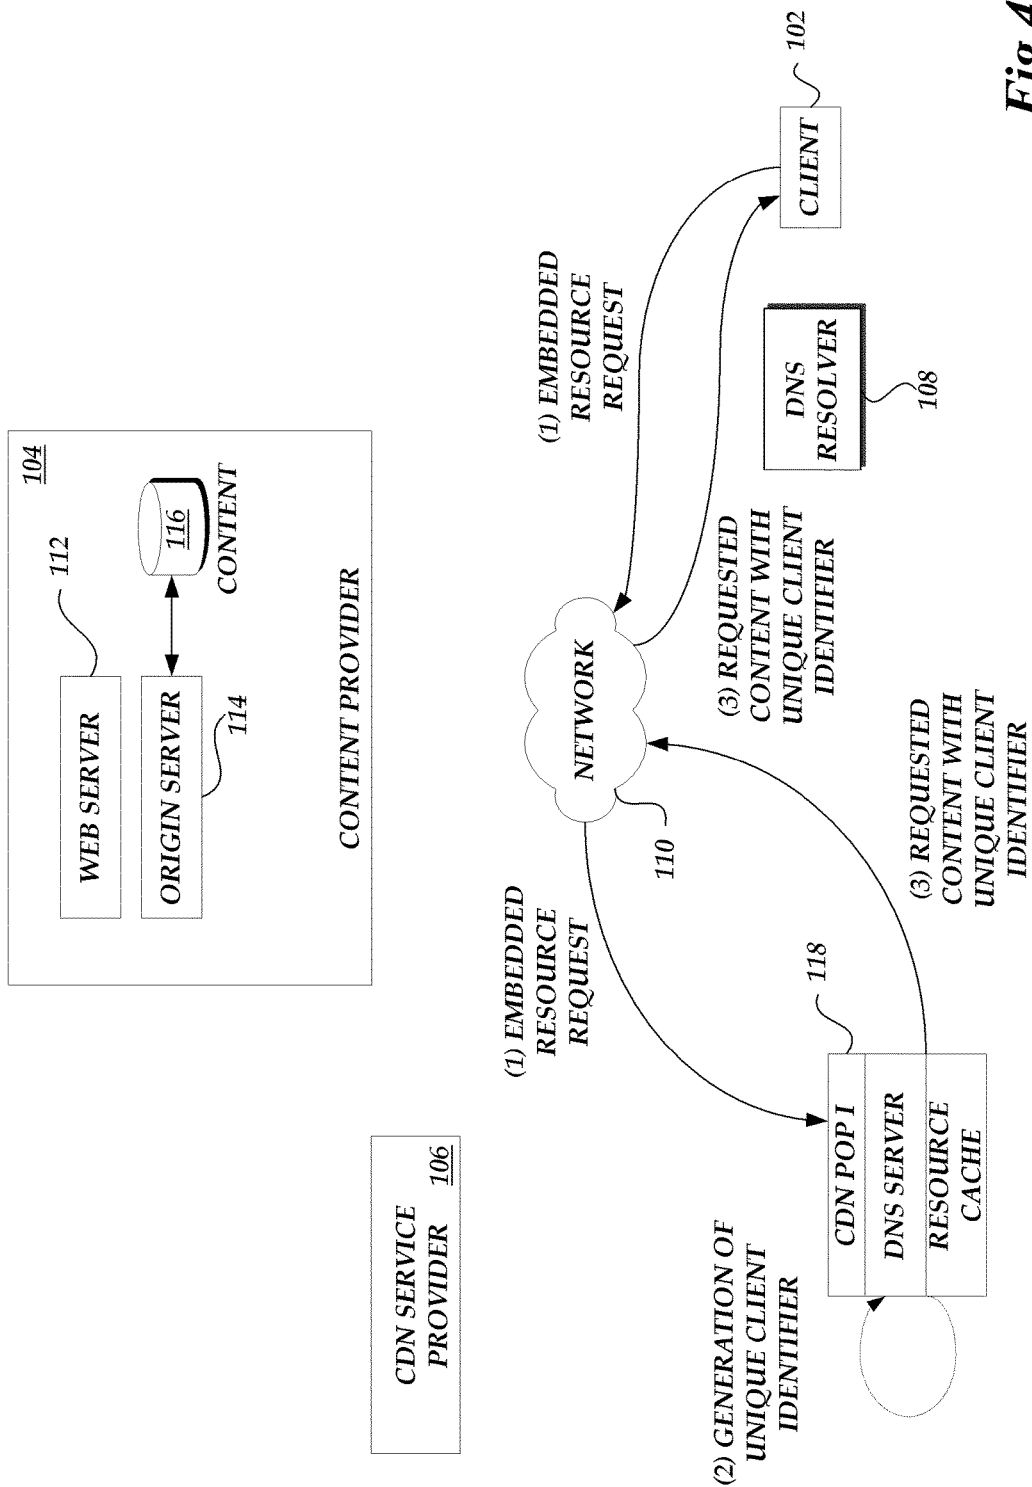 104
112
WEB SERVER
ORIGIN SERVER
114
116
CONTENT
CONTENT PROVIDER
CDN SERVICE
PROVIDER
106
(1) EMBEDDED
RESOURCE
REQUEST
NETWORK
110
(1) EMBEDDED
RESOURCE
REQUEST
CLIENT
102
DNS
RESOLVER
108
(3) REQUESTED
CONTENT WITH
UNIQUE CLIENT
IDENTIFIER
(2) GENERATION OF
UNIQUE CLIENT
IDENTIFIER
CDN POP I
DNS SERVER
RESOURCE
CACHE
118
(3) REQUESTED
CONTENT WITH
UNIQUE CLIENT
IDENTIFIER
Fig.4